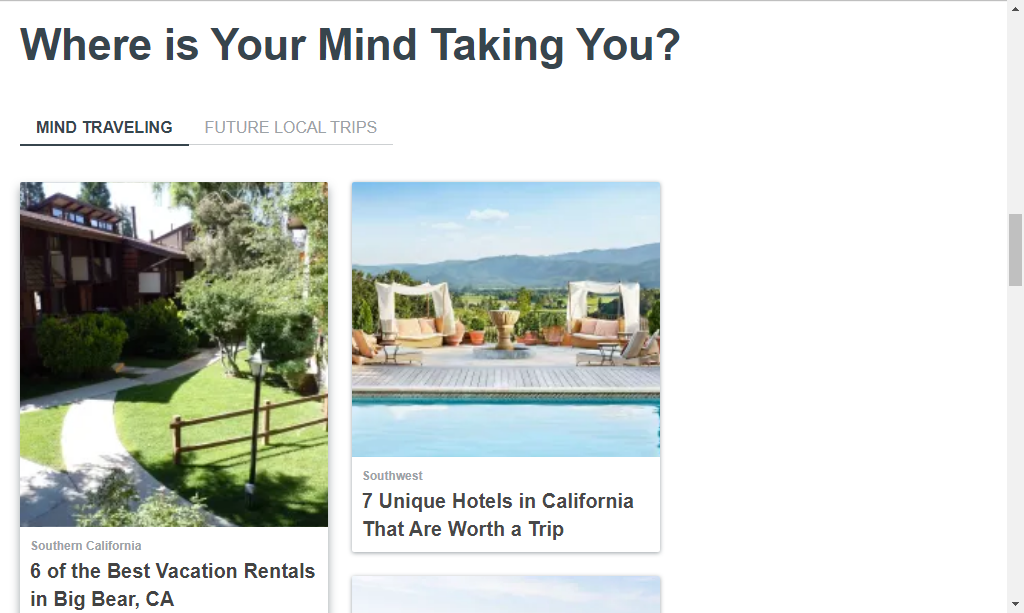 Where is Your Mind Taking You?
MIND TRAVELING
FUTURE LOCAL TRIPS
Southern California
6 of the Best Vacation Rentals
in Big Bear, CA
Southwest
7 Unique Hotels in California
That Are Worth a Trip